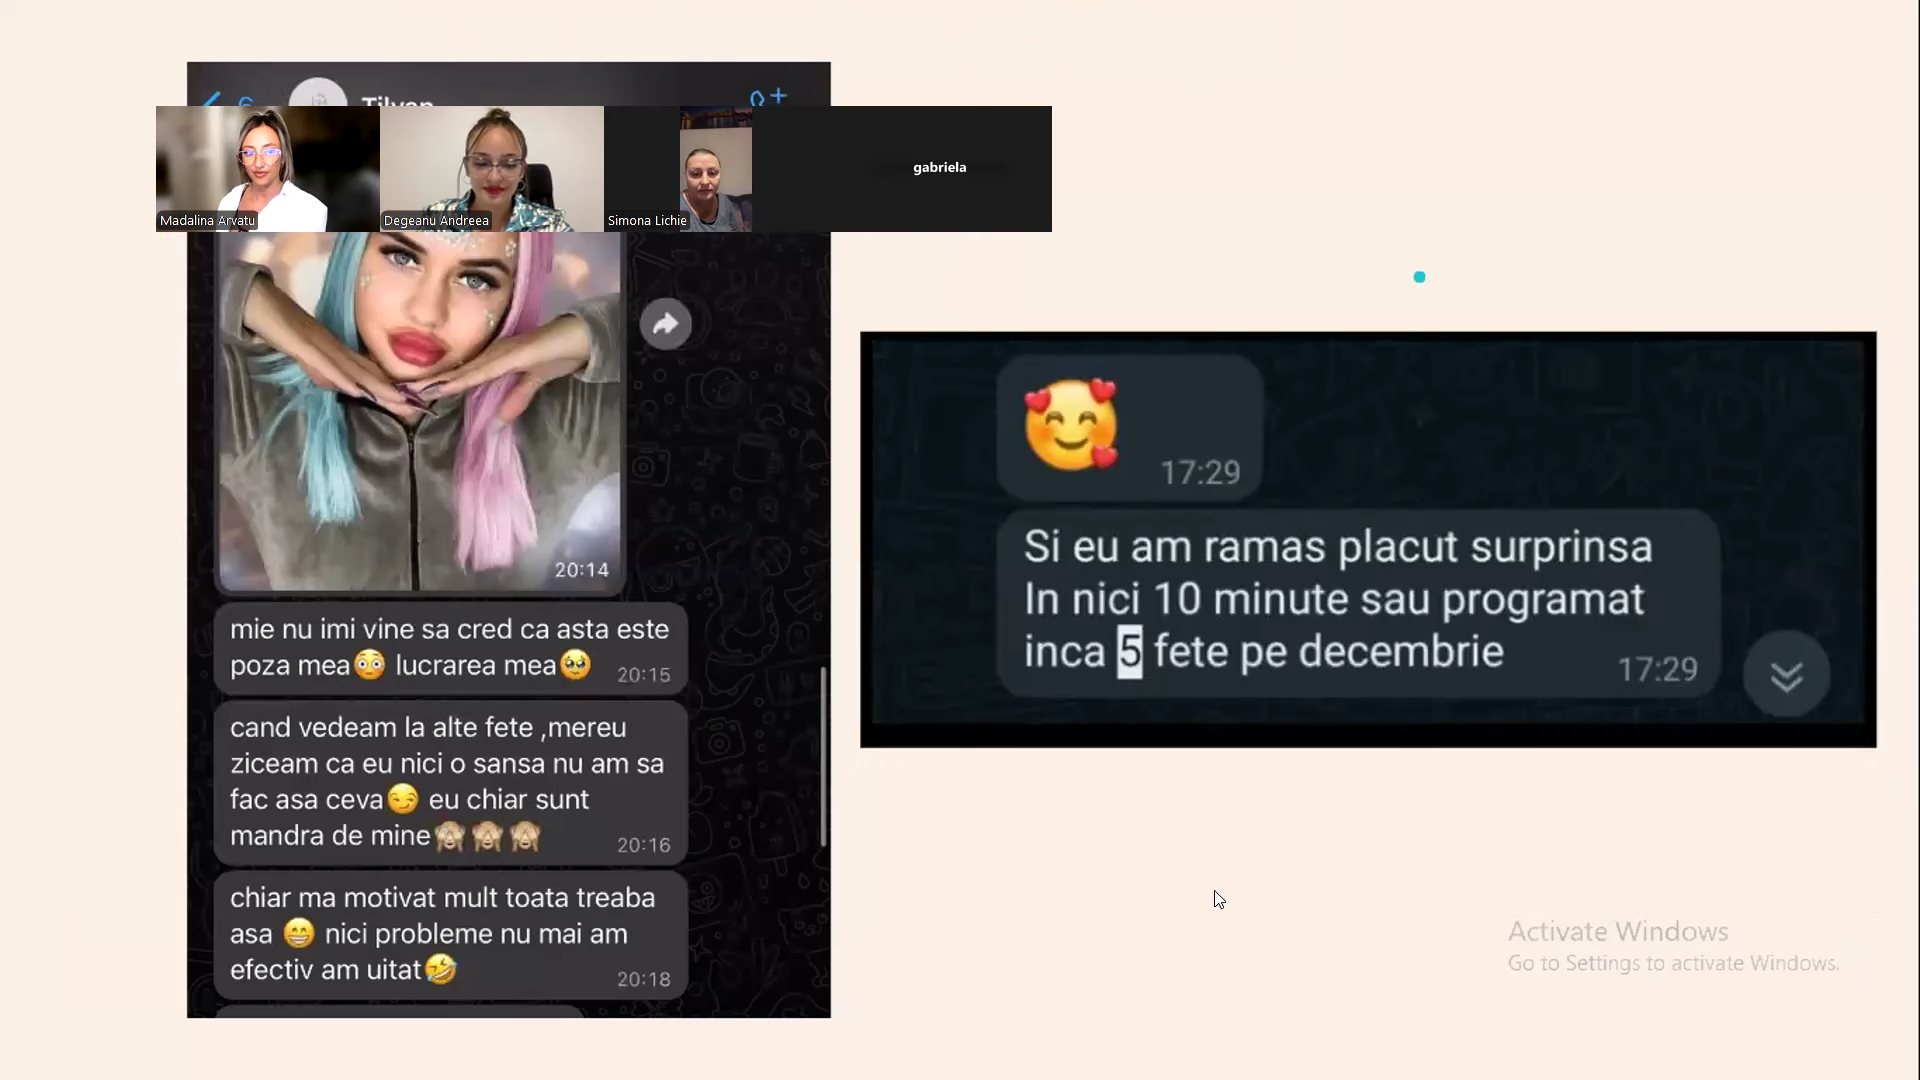 6
Madalina Arvatu
Degeanu Andreea
Simona Lichie
gabriela
20:14
mie nu imi vine sa cred ca asta este
poza mea😳 lucrarea mea🥹 20:15
cand vedeam la alte fete ,mereu
ziceam ca eu nici o sansa nu am sa
fac asa ceva😏 eu chiar sunt
mandra de mine🙈🙈🙈 20:16
chiar ma motivat mult toata treaba
asa 😁 nici probleme nu mai am
efectiv am uitat🤣 20:18
🥰 17:29
Si eu am ramas placut surprinsa
In nici 10 minute sau programat
inca 5 fete pe decembrie 17:29
Activate Windows
Go to Settings to activate Windows.